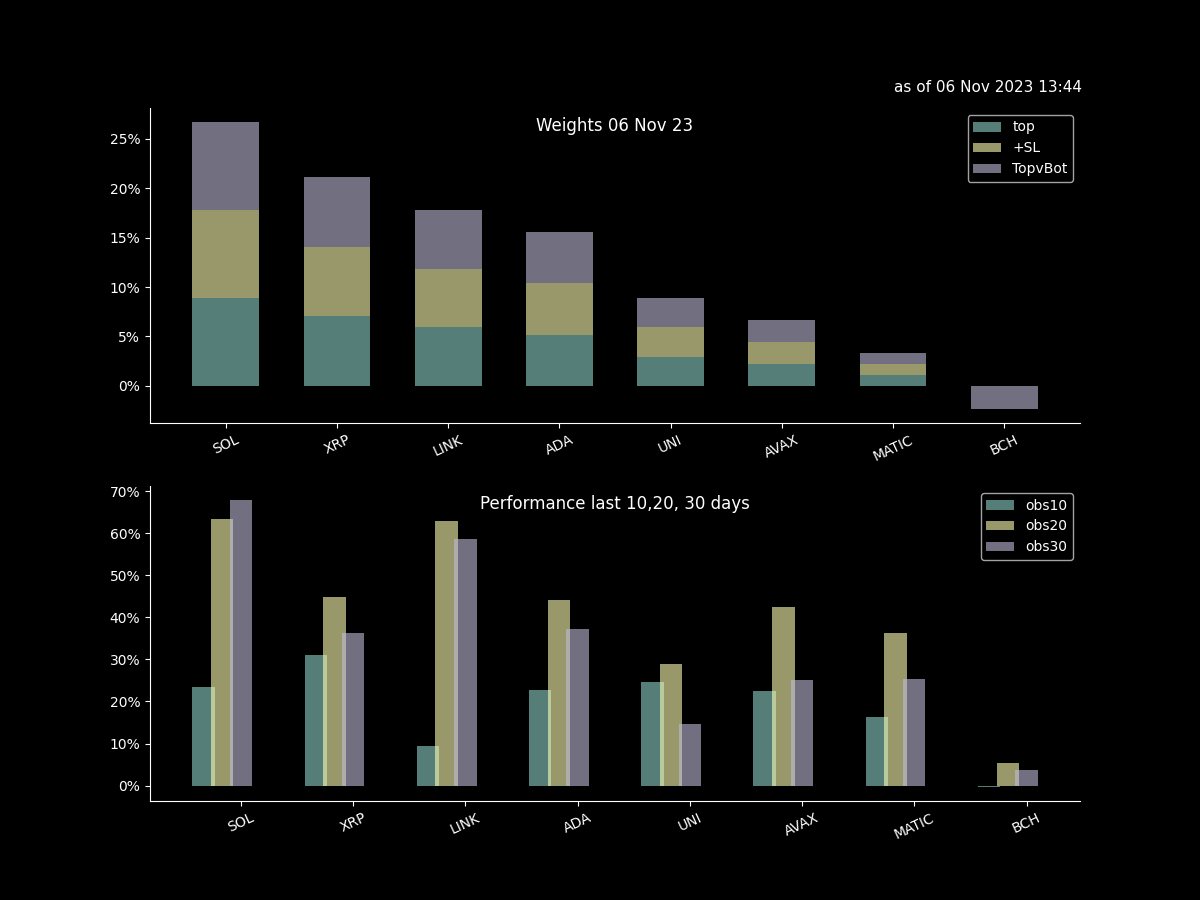 as of 06 Nov 2023 13:44
Weights 06 Nov 23
top
+SL
TopvBot
25%
20%
15%
10%
5%
0%
SOL XRP LINK ADA UNI AVAX MATIC BCH
Performance last 10,20, 30 days
obs10
obs20
obs30
70%
60%
50%
40%
30%
20%
10%
0%
SOL XRP LINK ADA UNI AVAX MATIC BCH